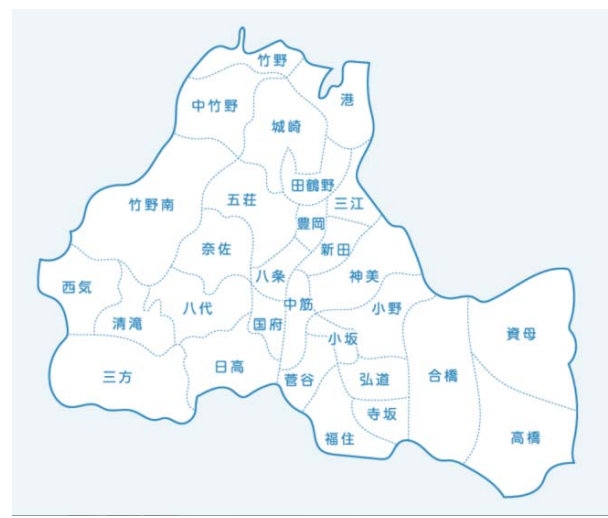 竹野
港
中竹野
城崎
田鶴野
竹野南
五荘
三江
豊岡
奈佐
新田
八条
神美
西気
八代
中筋
小野
清滝
国府
資母
小坂
日高
三方
菅谷
弘道
合橋
寺坂
福住
高橋